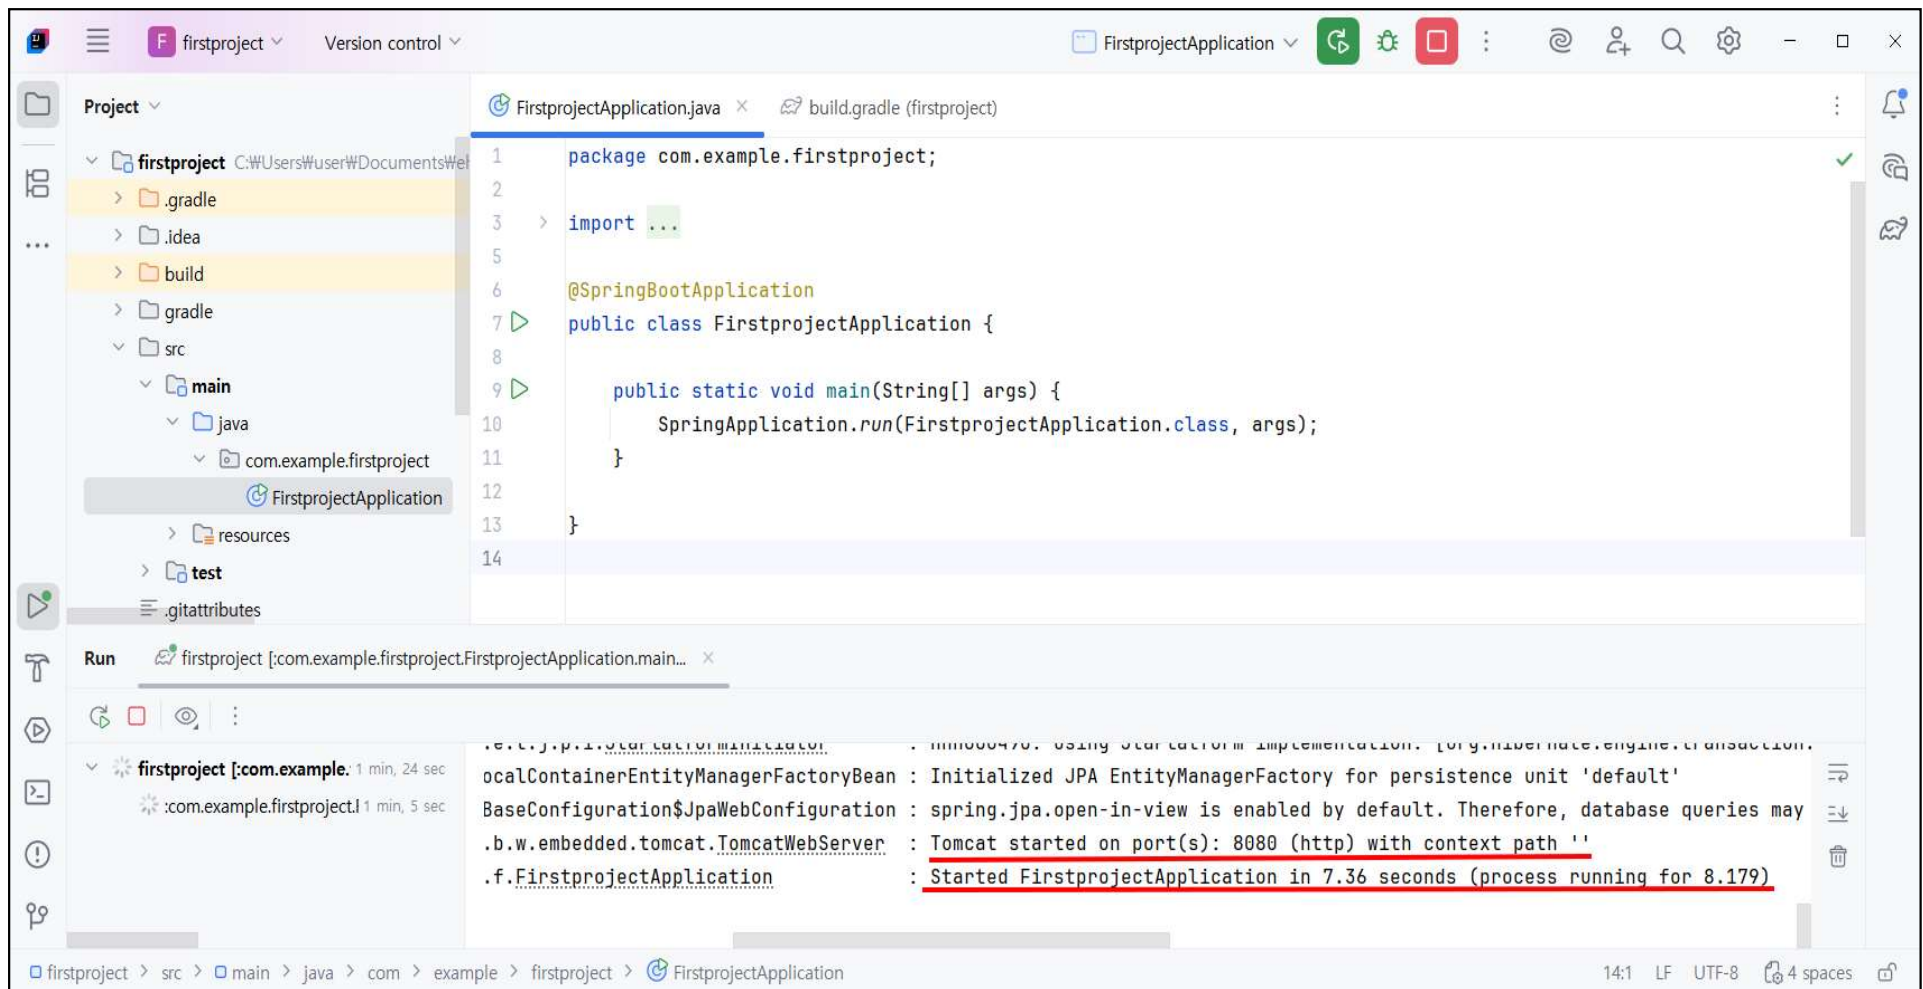 F firstproject Version control FirstprojectApplication
Project
FirstprojectApplication.java build.gradle (firstproject)
firstproject C:₩Users₩user₩Documents₩el
.gradle
.idea
build
gradle
src
main
java
com.example.firstproject
FirstprojectApplication
resources
test
.gitattributes
1 package com.example.firstproject;
2
3 import ...
5
6 @SpringBootApplication
7 public class FirstprojectApplication {
8
9 public static void main(String[] args) {
10 SpringApplication.run(FirstprojectApplication.class, args);
11 }
12
13 }
14
Run firstproject [:com.example.firstproject.FirstprojectApplication.main...
firstproject [:com.example. 1 min, 24 sec
:com.example.firstproject. 1 min, 5 sec
ocalContainerEntityManagerFactoryBean : Initialized JPA EntityManagerFactory for persistence unit 'default'
BaseConfiguration$JpaWebConfiguration : spring.jpa.open-in-view is enabled by default. Therefore, database queries may
.b.w.embedded.tomcat.TomcatWebServer : Tomcat started on port(s): 8080 (http) with context path ''
.f.FirstprojectApplication : Started FirstprojectApplication in 7.36 seconds (process running for 8.179)
firstproject > src > main > java > com > example > firstproject > FirstprojectApplication 14:1 LF UTF-8 4 spaces